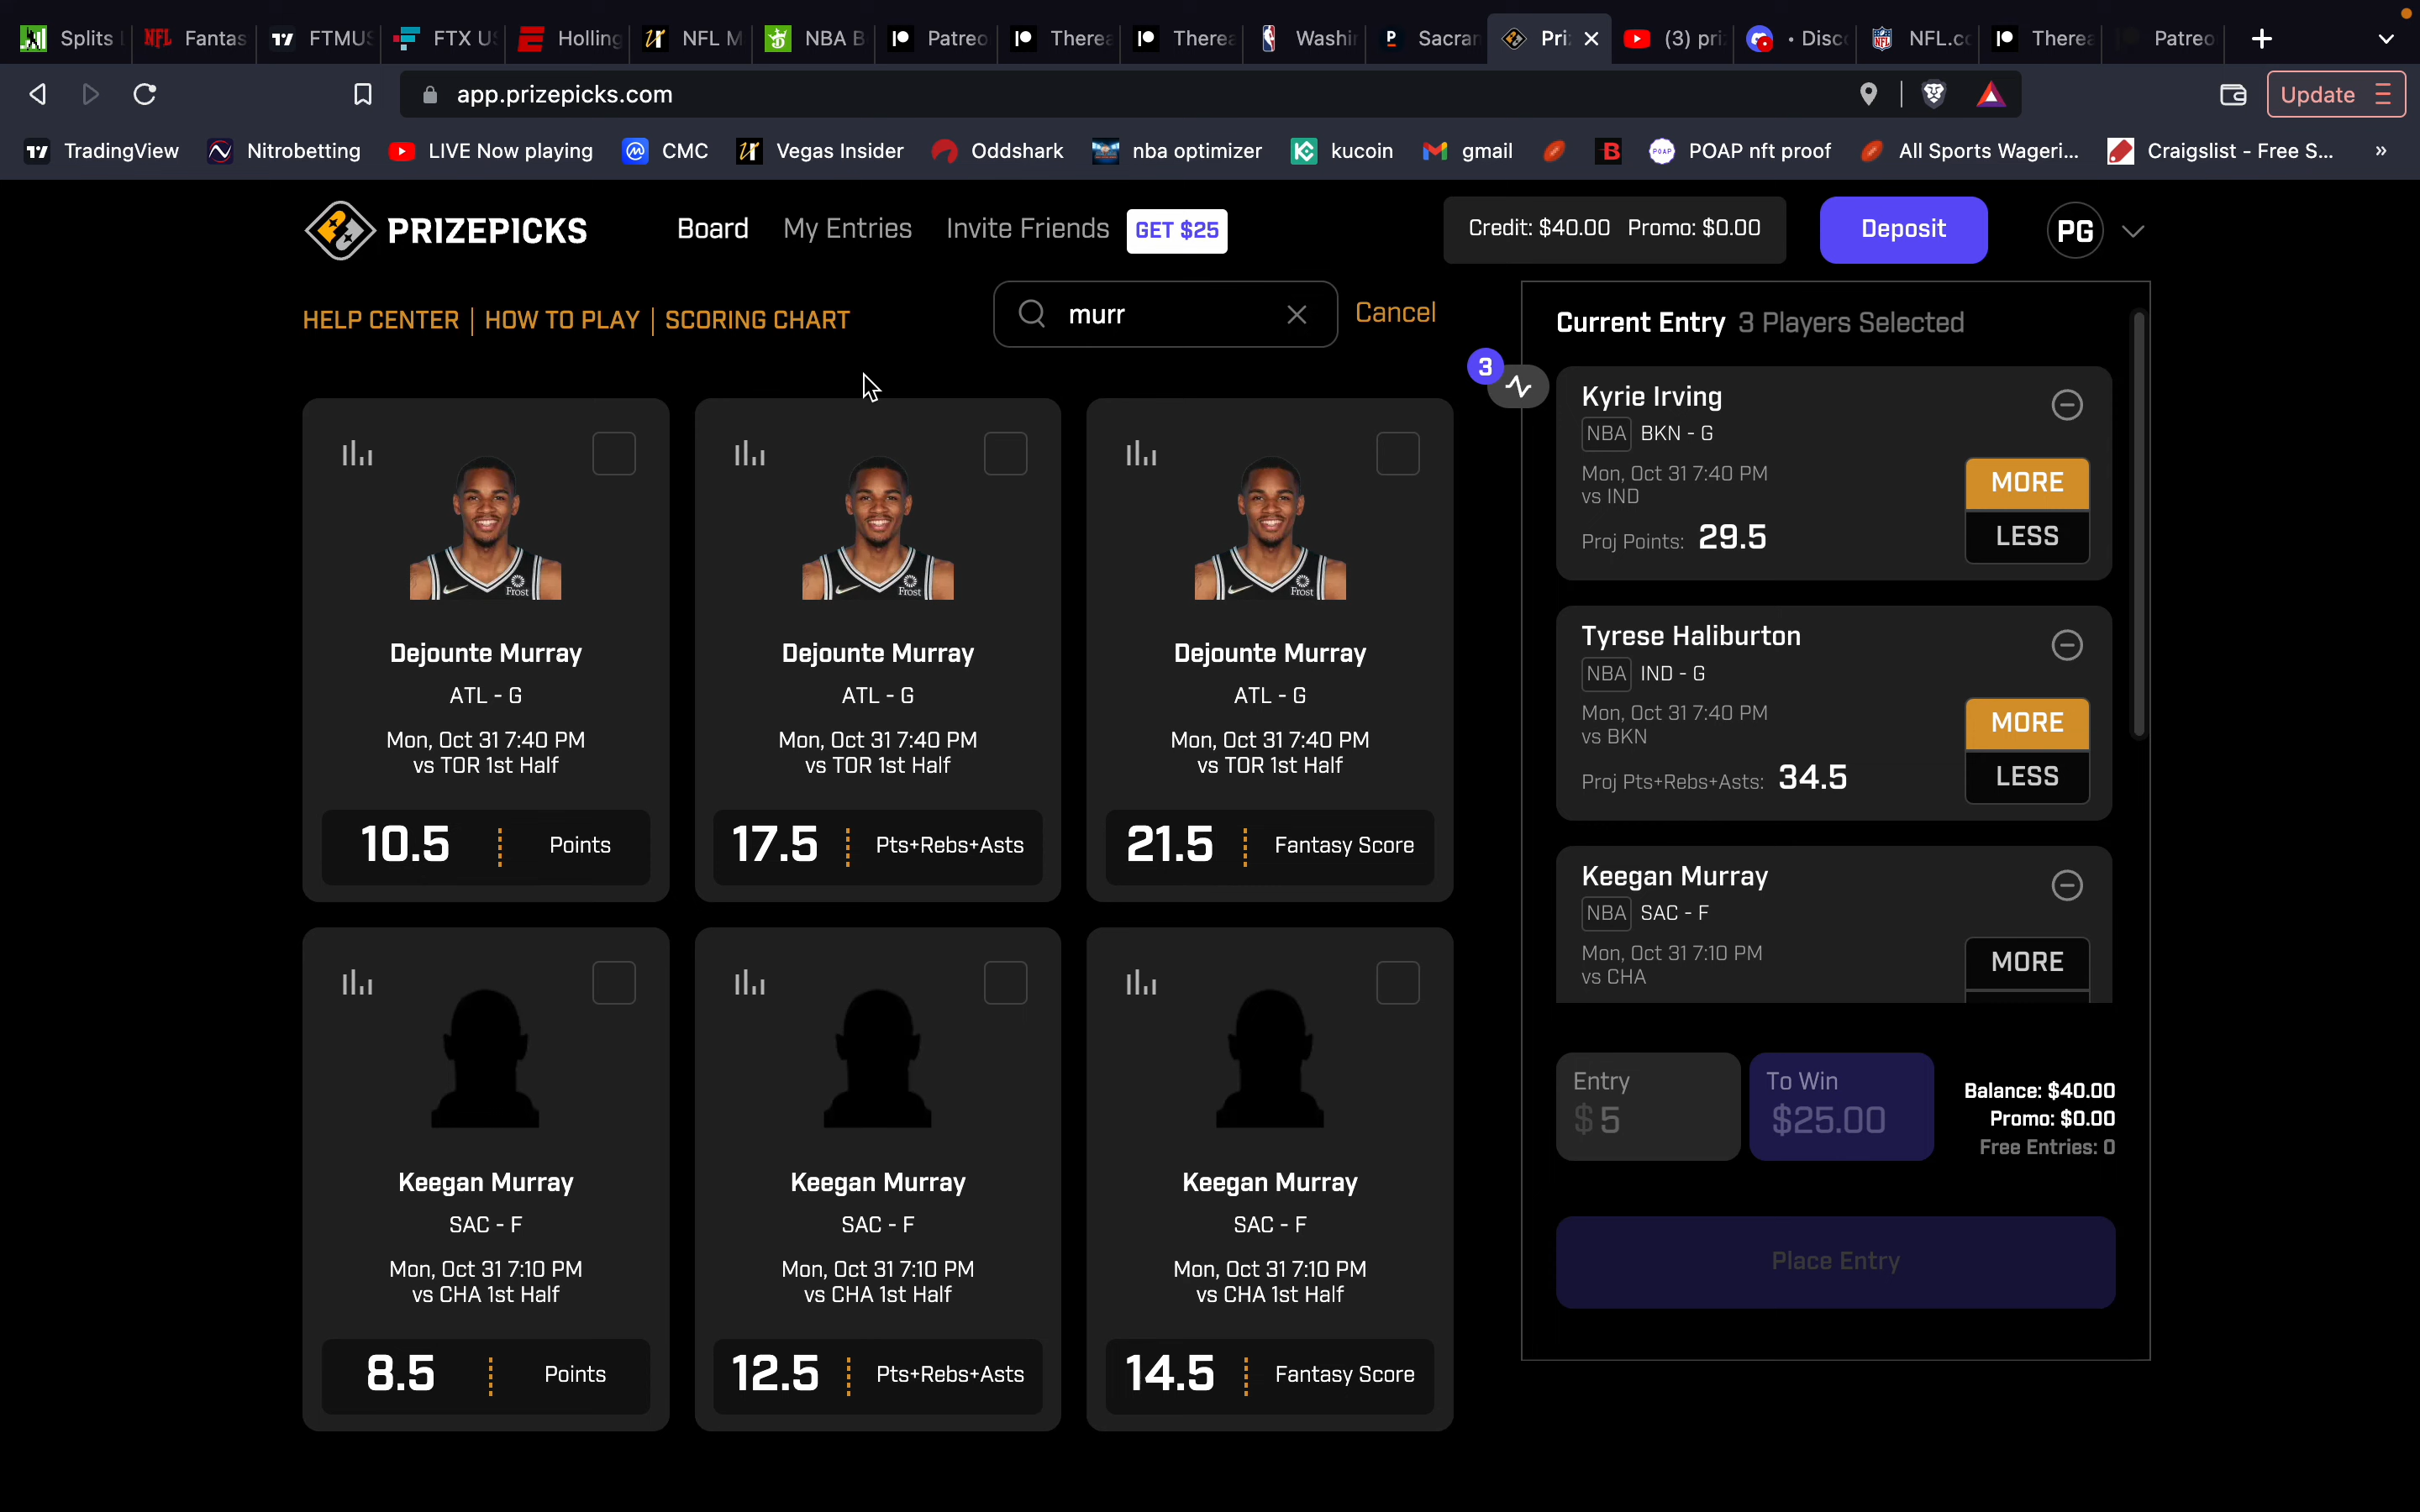 Splits NFL Fantas FTMUS FTX US Holling NFL M NBA B Patreo Therea Therea Washin Sacran Pri (3) pri • Disco NFL.co Therea Patreo
app.prizepicks.com Update
TradingView Nitrobetting LIVE Now playing CMC Vegas Insider Oddshark nba optimizer kucoin gmail POAP nft proof All Sports Wageri... Craigslist - Free S... »
PRIZEPICKS Board My Entries Invite Friends GET $25 Credit: $40.00 Promo: $0.00 Deposit PG
HELP CENTER | HOW TO PLAY | SCORING CHART murr Cancel
Dejounte Murray
ATL - G
Mon, Oct 31 7:40 PM
vs TOR 1st Half
10.5 Points
Dejounte Murray
ATL - G
Mon, Oct 31 7:40 PM
vs TOR 1st Half
17.5 Pts+Rebs+Asts
Dejounte Murray
ATL - G
Mon, Oct 31 7:40 PM
vs TOR 1st Half
21.5 Fantasy Score
Keegan Murray
SAC - F
Mon, Oct 31 7:10 PM
vs CHA 1st Half
8.5 Points
Keegan Murray
SAC - F
Mon, Oct 31 7:10 PM
vs CHA 1st Half
12.5 Pts+Rebs+Asts
Keegan Murray
SAC - F
Mon, Oct 31 7:10 PM
vs CHA 1st Half
14.5 Fantasy Score
Current Entry 3 Players Selected
3
Kyrie Irving
NBA BKN - G
Mon, Oct 31 7:40 PM
vs IND
Proj Points: 29.5
MORE
LESS
Tyrese Haliburton
NBA IND - G
Mon, Oct 31 7:40 PM
vs BKN
Proj Pts+Rebs+Asts: 34.5
MORE
LESS
Keegan Murray
NBA SAC - F
Mon, Oct 31 7:10 PM
vs CHA
MORE
Entry
$ 5
To Win
$25.00
Balance: $40.00
Promo: $0.00
Free Entries: 0
Place Entry